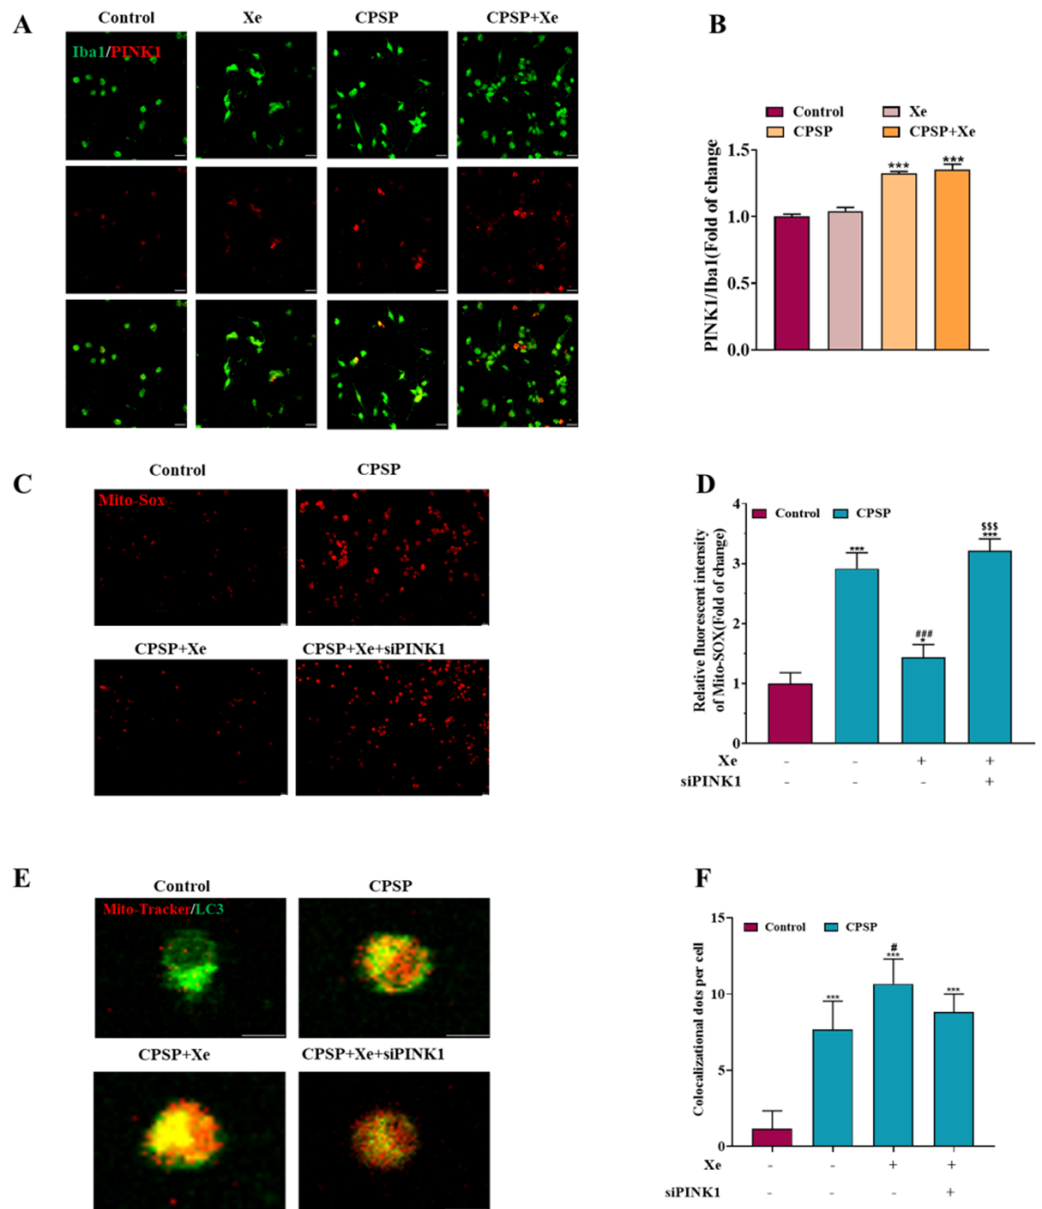 A
Control
Xe
CPSP
CPSP+Xe
Iba1/PINK1
B
Control
Xe
CPSP
CPSP+Xe
PINK1/Iba1(Fold of change
1.5
1.0
0.5
0.0
***
***
C
Control
CPSP
Mito-Sox
CPSP+Xe
CPSP+Xe+siPINK1
D
Control
CPSP
Relative fluorescent intensity
of Mito-SOX(Fold of change)
4
3
2
1
0
***
###
*
$$$
***
Xe
-
-
+
+
siPINK1
-
-
-
+
E
Control
CPSP
Mito-Tracker/LC3
CPSP+Xe
CPSP+Xe+siPINK1
F
Control
CPSP
Colocalizational dots per cell
15
10
5
0
***
#
***
***
Xe
-
-
+
+
siPINK1
-
-
-
+